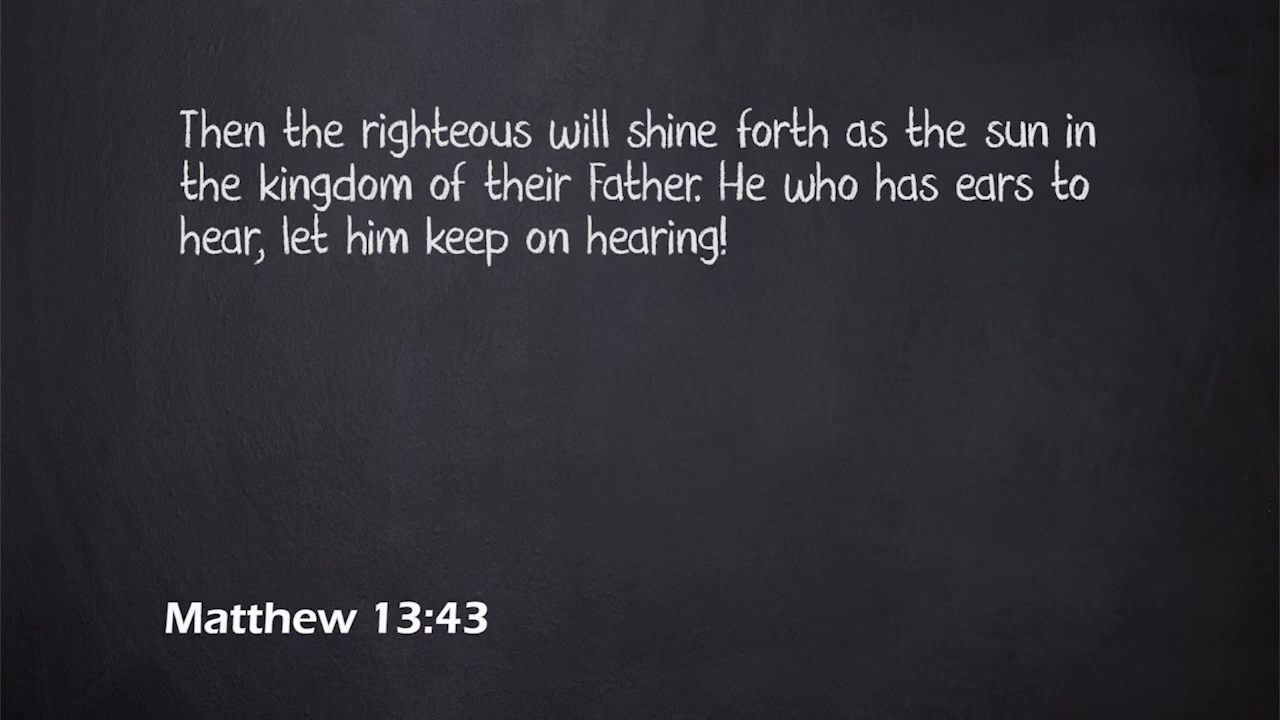 Then the righteous will shine forth as the sun in
the kingdom of their Father. He who has ears to
hear, let him keep on hearing!
Matthew 13:43